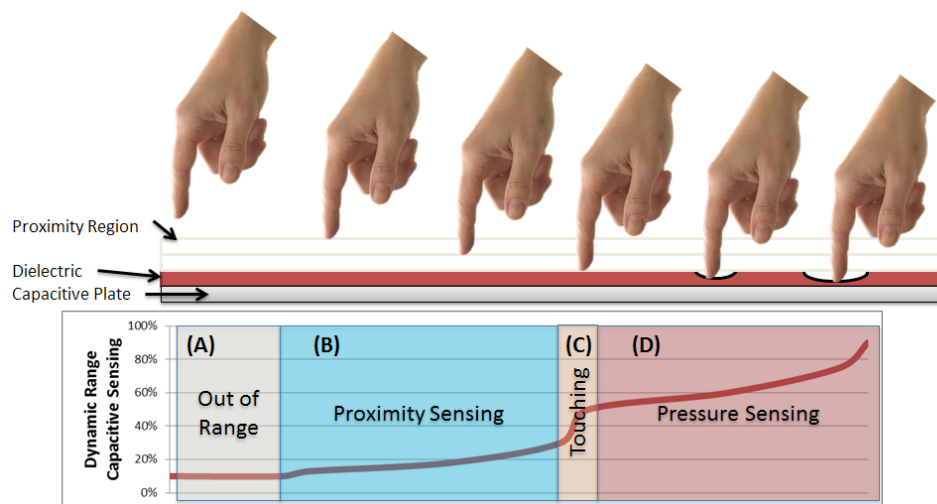 Proximity Region
Dielectric
Capacitive Plate
Dynamic Range
Capacitive Sensing
100%
80%
60%
40%
20%
0%
(A)
Out of
Range
(B)
Proximity Sensing
(C)
Touching
(D)
Pressure Sensing